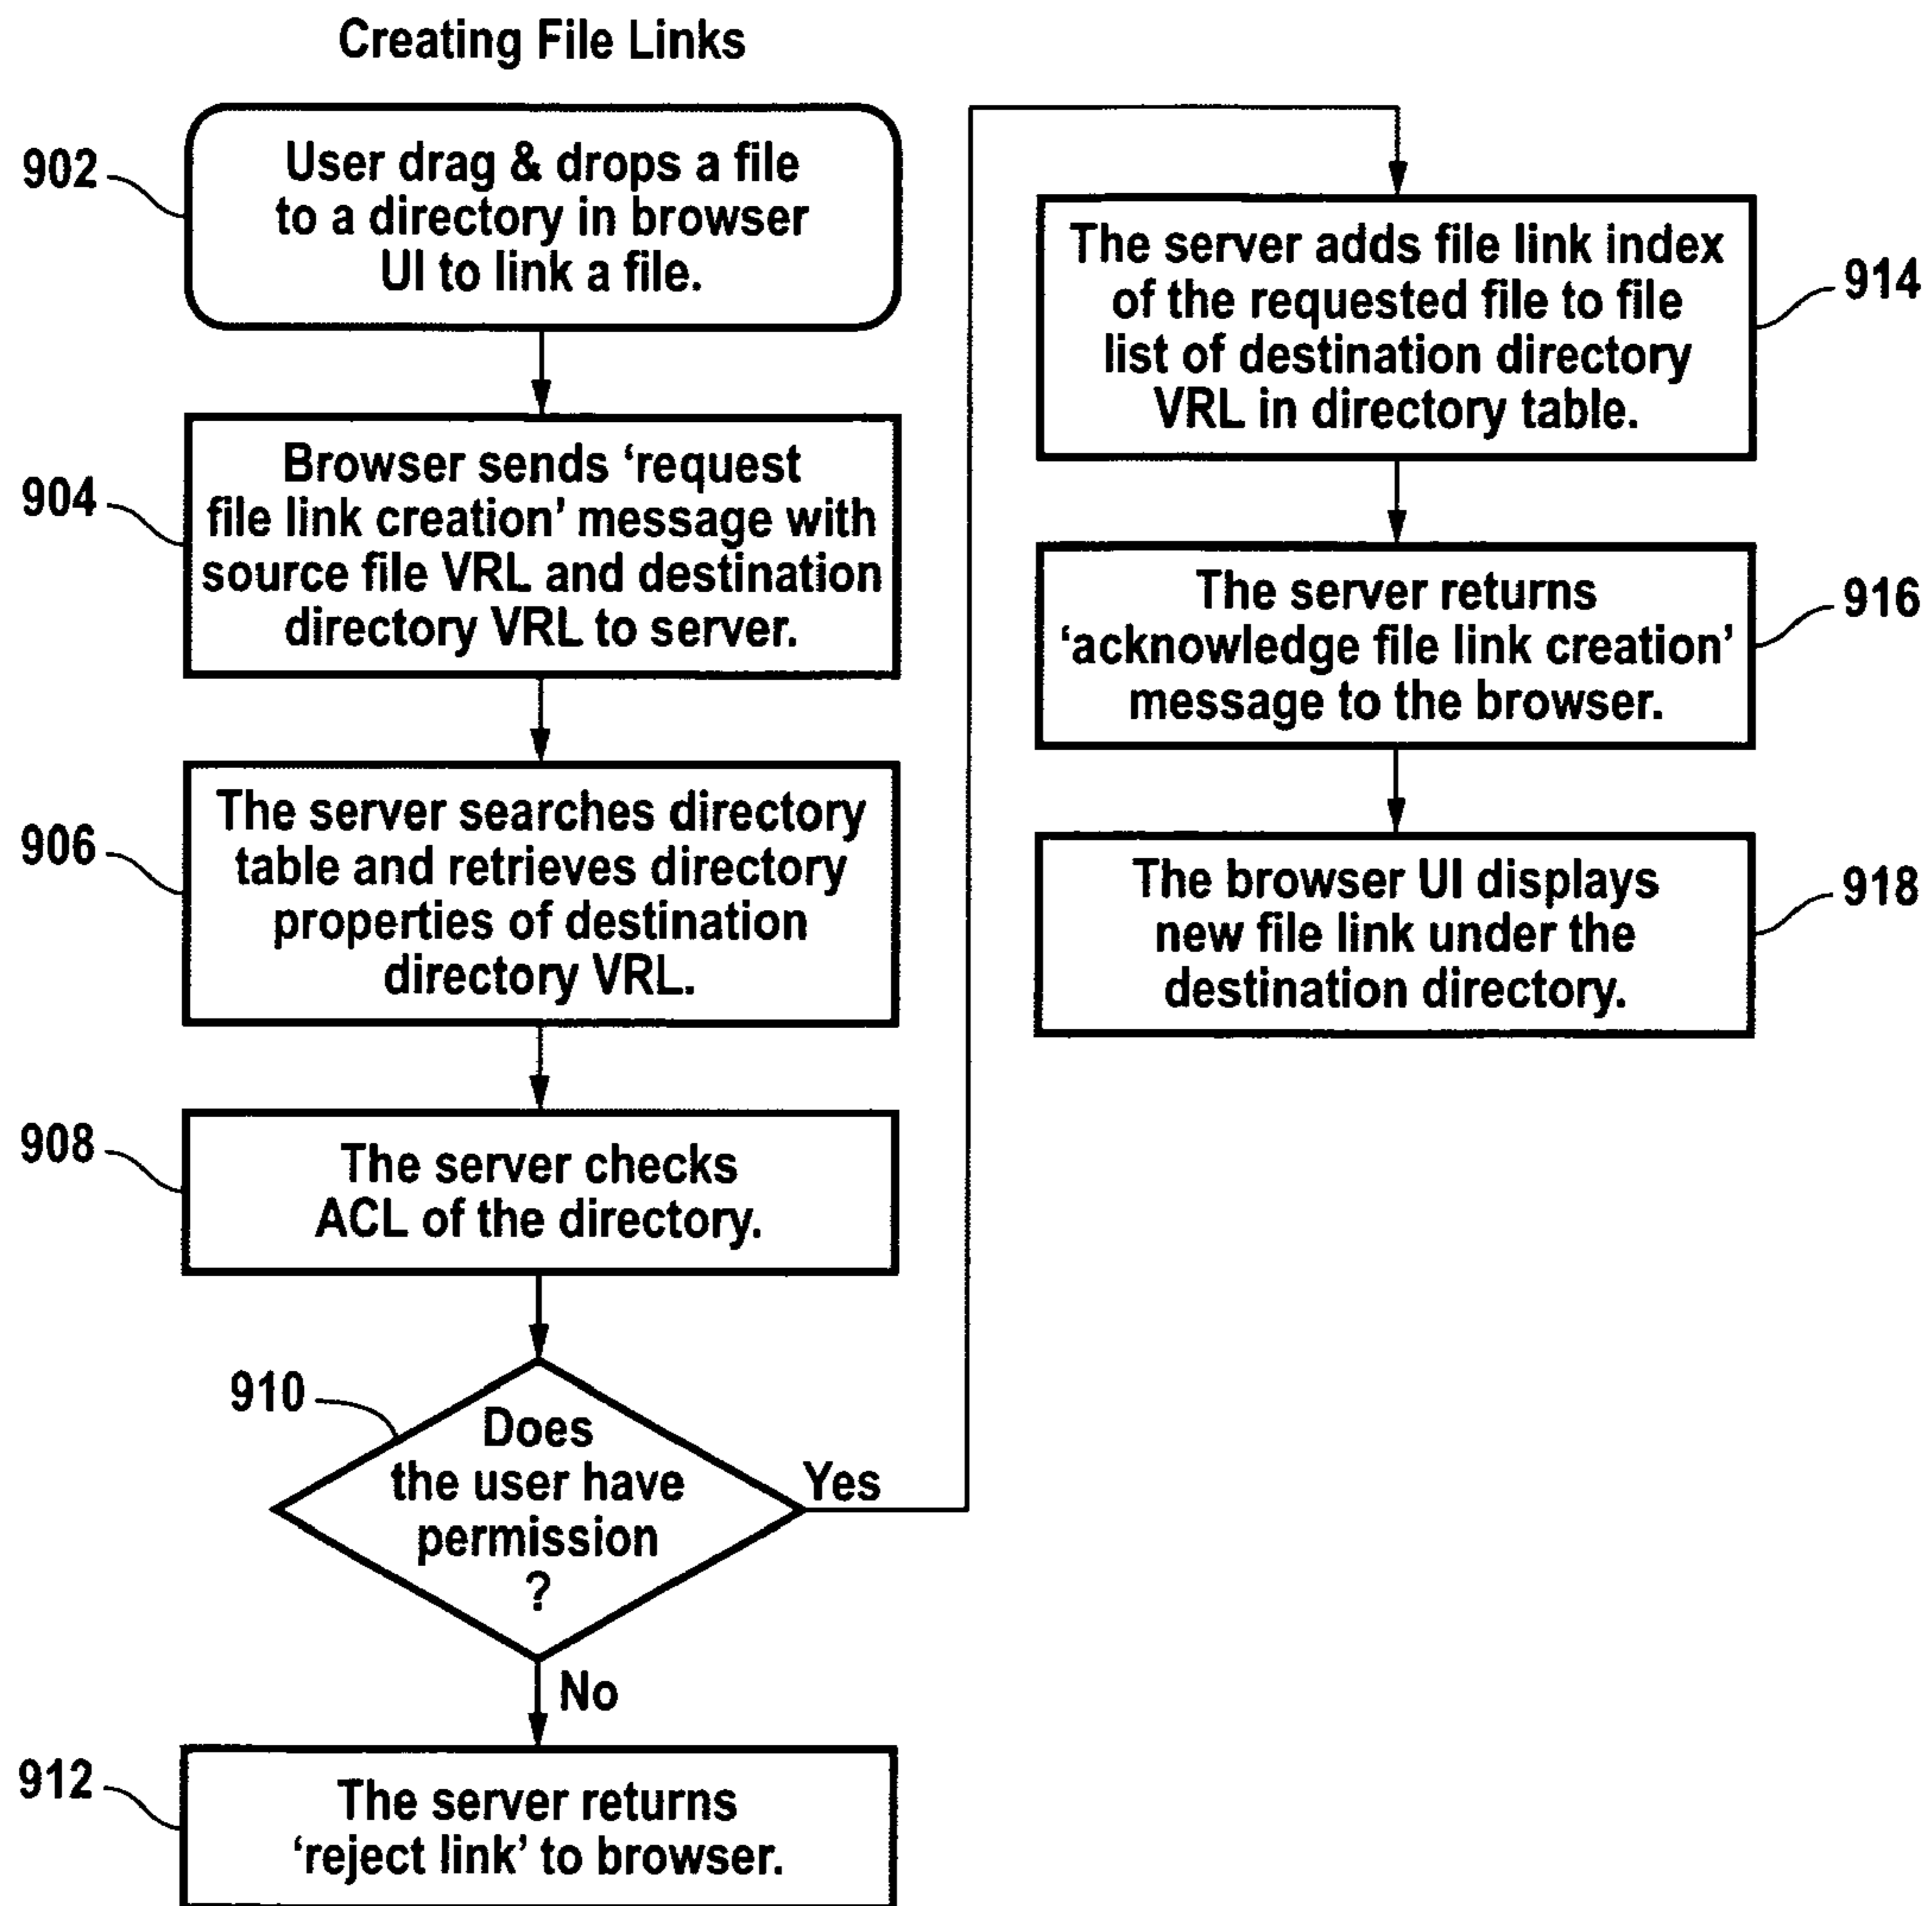 Creating File Links
902
User drag & drops a file
to a directory in browser
UI to link a file.
904
Browser sends ‘request
file link creation’ message with
source file VRL and destination
directory VRL to server.
906
The server searches directory
table and retrieves directory
properties of destination
directory VRL.
908
The server checks
ACL of the directory.
910
Does
the user have
permission
?
Yes
No
912
The server returns
‘reject link’ to browser.
The server adds file link index
of the requested file to file
list of destination directory
VRL in directory table.
914
The server returns
‘acknowledge file link creation’
message to the browser.
916
The browser UI displays
new file link under the
destination directory.
918